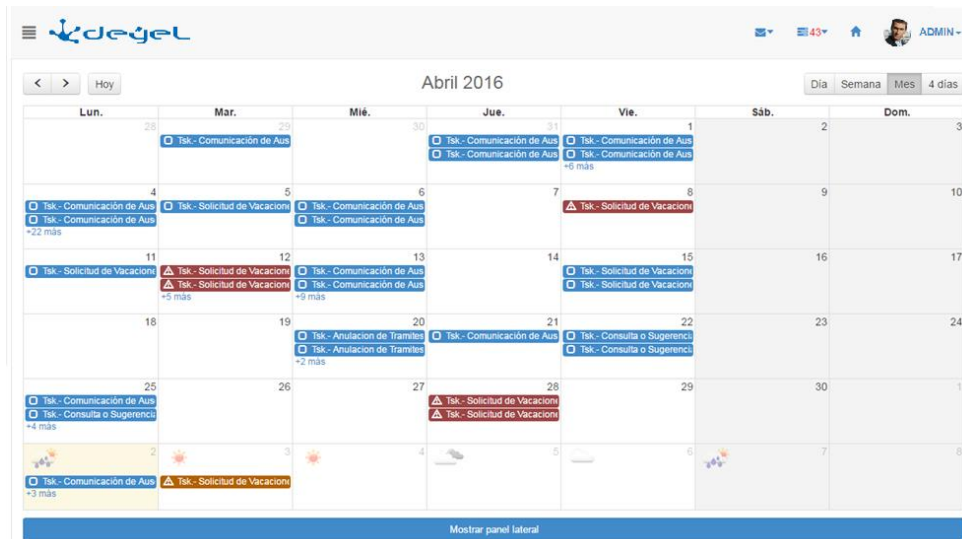 deyel
43
ADMIN
Hoy
Abril 2016
Día Semana Mes 4 días
Lun. Mar. Mié. Jue. Vie. Sáb. Dom.
28 29 30 31 1 2 3
Tsk.- Comunicación de Aus Tsk.- Comunicación de Aus Tsk.- Comunicación de Aus
Tsk.- Comunicación de Aus Tsk.- Comunicación de Aus
+6 más
4 5 6 7 8 9 10
Tsk.- Comunicación de Aus Tsk.- Solicitud de Vacacione Tsk.- Comunicación de Aus Tsk.- Solicitud de Vacacione
Tsk.- Comunicación de Aus Tsk.- Comunicación de Aus
+22 más
11 12 13 14 15 16 17
Tsk.- Solicitud de Vacacione Tsk.- Solicitud de Vacacione Tsk.- Comunicación de Aus Tsk.- Solicitud de Vacacione
Tsk.- Solicitud de Vacacione Tsk.- Comunicación de Aus Tsk.- Solicitud de Vacacione
+5 más +9 más
18 19 20 21 22 23 24
Tsk.- Anulacion de Tramites Tsk.- Comunicación de Aus Tsk.- Consulta o Sugerencia
Tsk.- Anulacion de Tramites Tsk.- Consulta o Sugerencia
+2 más
25 26 27 28 29 30 1
Tsk.- Comunicación de Aus Tsk.- Solicitud de Vacacione
Tsk.- Consulta o Sugerencia Tsk.- Solicitud de Vacacione
+4 más
2 3 4 5 6 7 8
Tsk.- Comunicación de Aus Tsk.- Solicitud de Vacacione
+3 más
Mostrar panel lateral